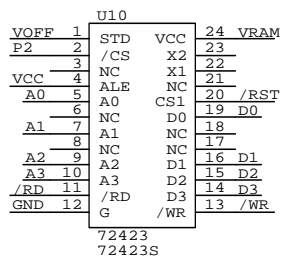 U10
VOFF 1 STD VCC 24 VRAM
P2 2 /CS X2 23
3 NC X1 22
VCC 4 ALE NC 21
A0 5 A0 CS1 20 /RST
6 NC D0 19 D0
A1 7 A1 NC 18
8 NC NC 17
A2 9 A2 D1 16 D1
A3 10 A3 D2 15 D2
/RD 11 /RD D3 14 D3
GND 12 G /WR 13 /WR
72423
72423S